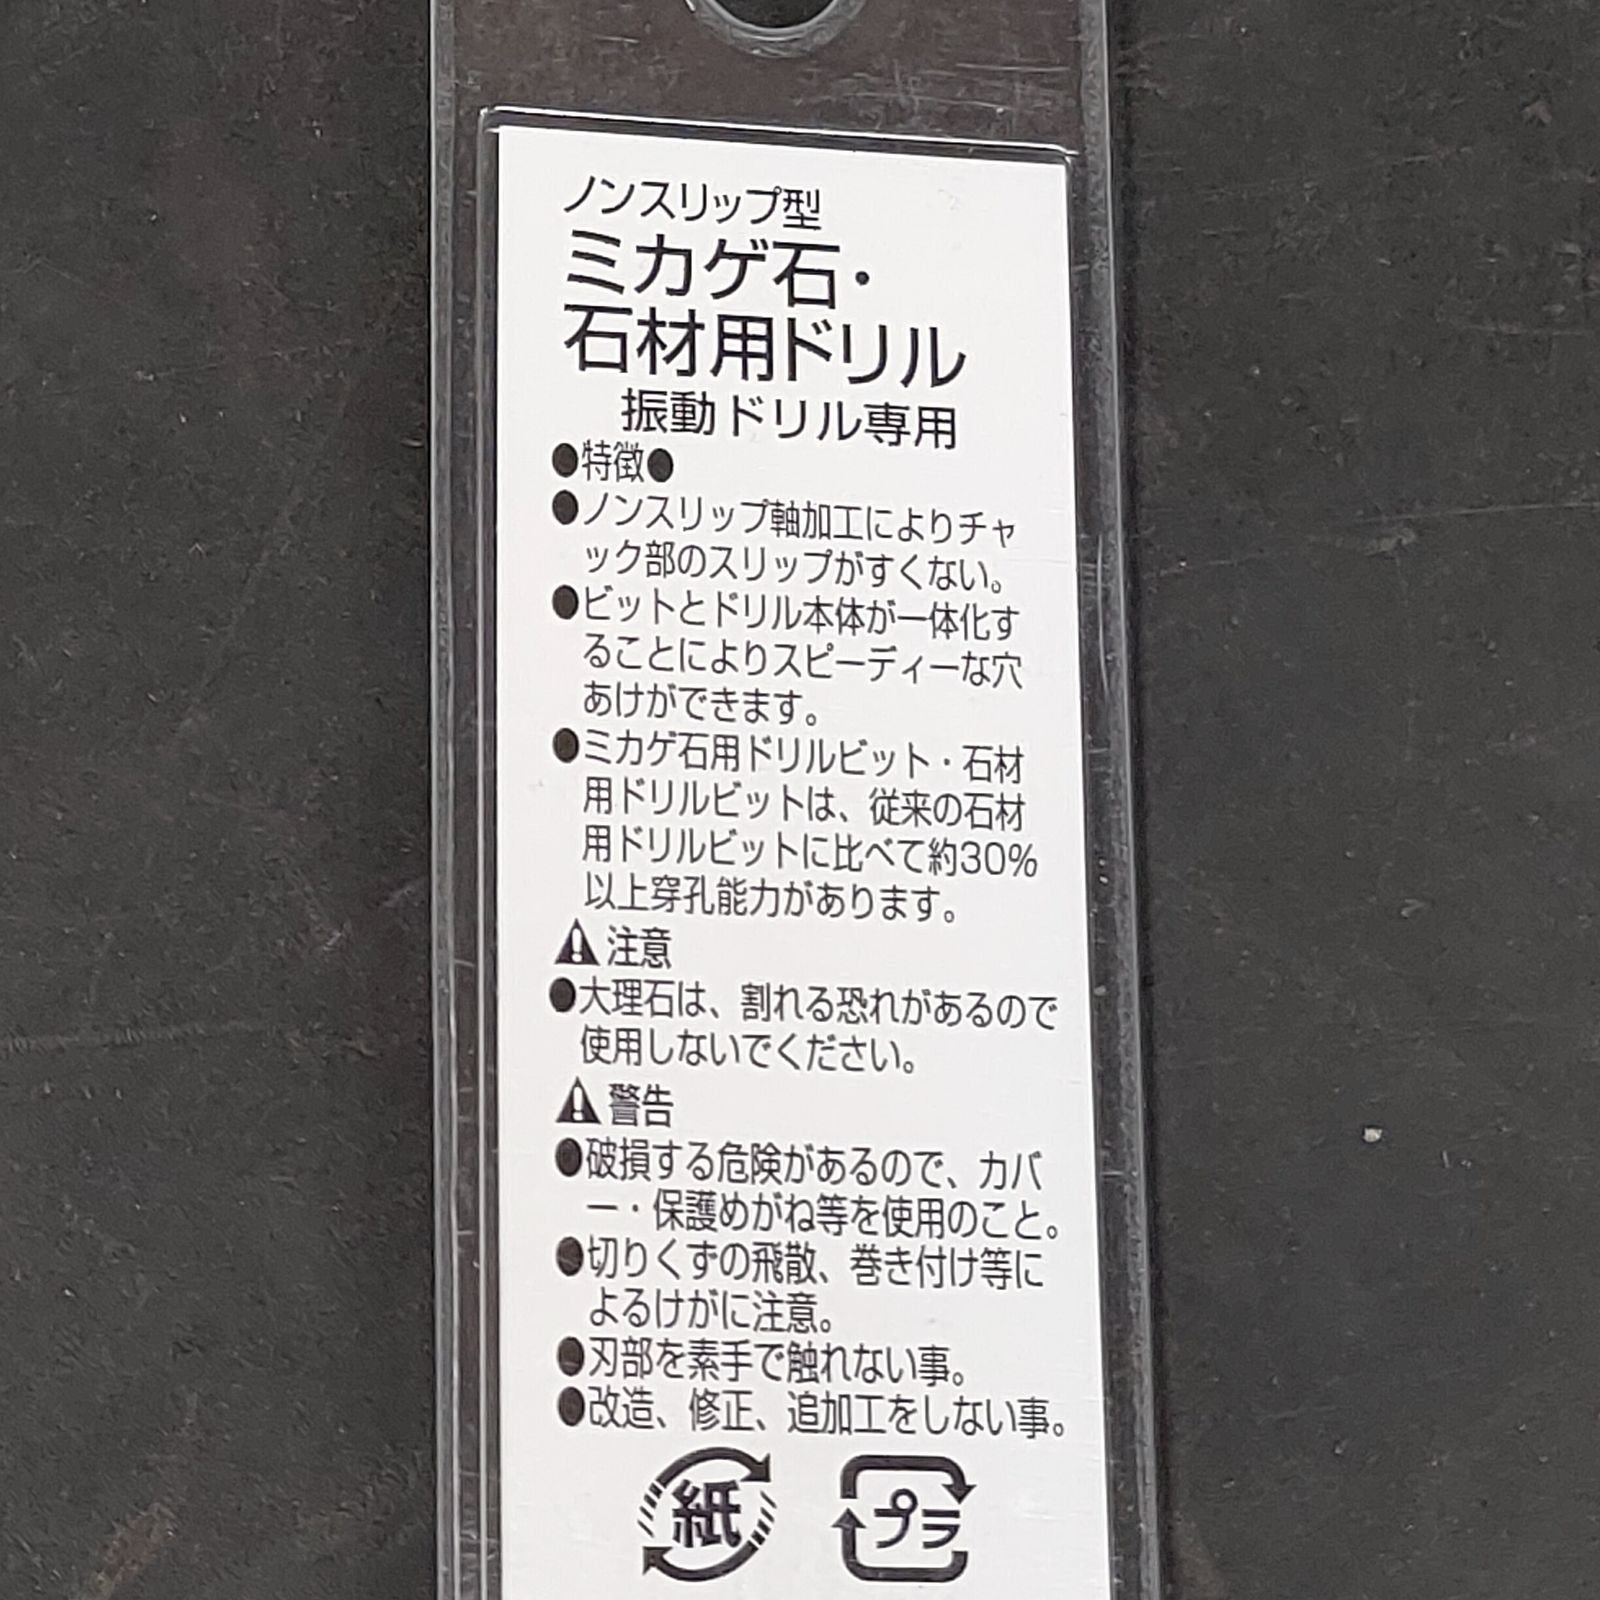 ノンスリップ型
ミカゲ石・
石材用ドリル
振動ドリル専用
●特徴●
●ノンスリップ軸加工によりチャ
ック部のスリップがすくない。
●ビットとドリル本体が一体化す
ることによりスピーディーな穴
あけができます。
●ミカゲ石用ドリルビット・石材
用ドリルビットは、従来の石材
用ドリルビットに比べて約30%
以上穿孔能力があります。
⚠注意
●大理石は、割れる恐れがあるので
使用しないでください。
⚠警告
●破損する危険があるので、カバ
ー・保護めがね等を使用のこと。
●切りくずの飛散、巻き付け等に
よるけがに注意。
●刃部を素手で触れない事。
●改造、修正、追加工をしない事。
紙 プラ